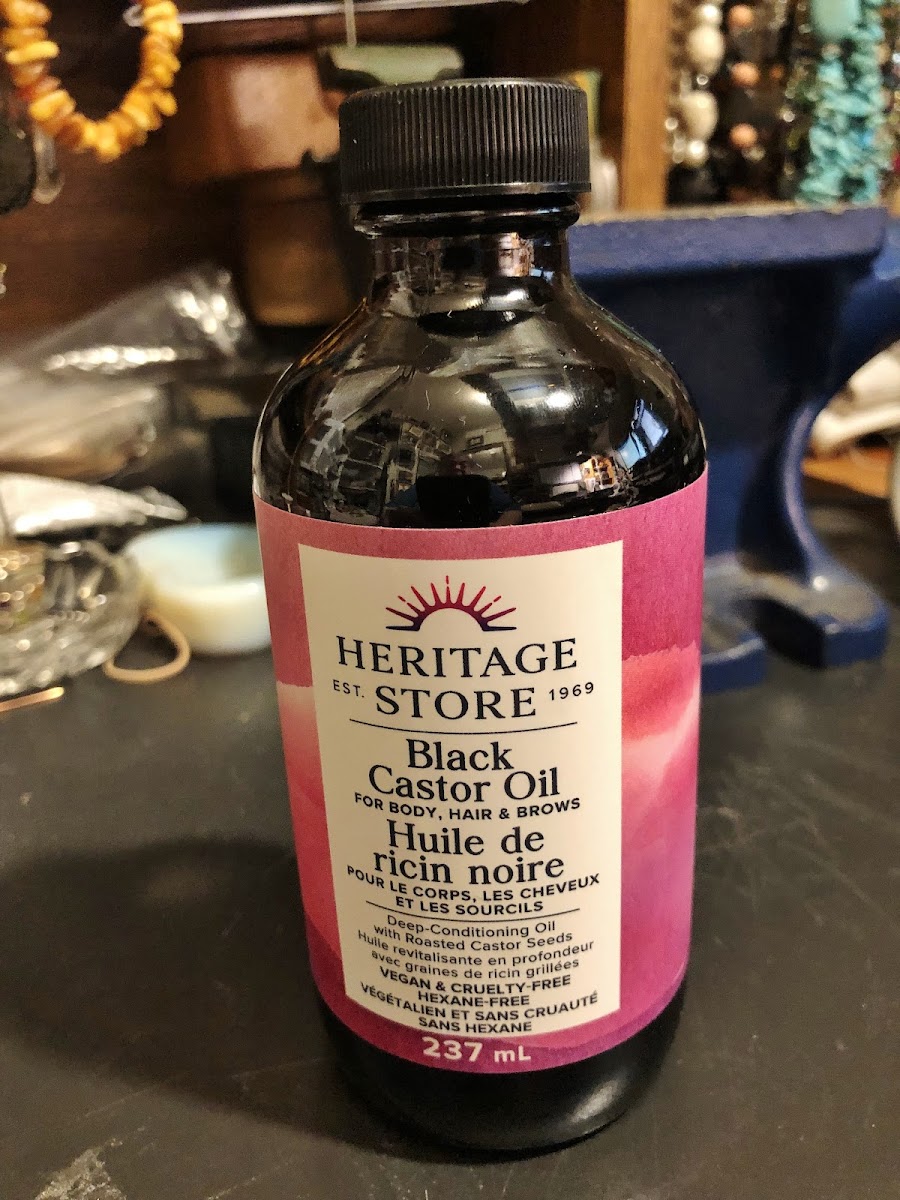 HERITAGE
EST. STORE 1969
Black
Castor Oil
FOR BODY, HAIR & BROWS
Huile de
ricin noire
POUR LE CORPS, LES CHEVEUX
ET LES SOURCILS
Deep-Conditioning Oil
with Roasted Castor Seeds
Huile revitalisante en profondeur
avec graines de ricin grillées
VEGAN & CRUELTY-FREE
HEXANE-FREE
VÉGÉTALIEN ET SANS CRUAUTÉ
SANS HEXANE
237 mL